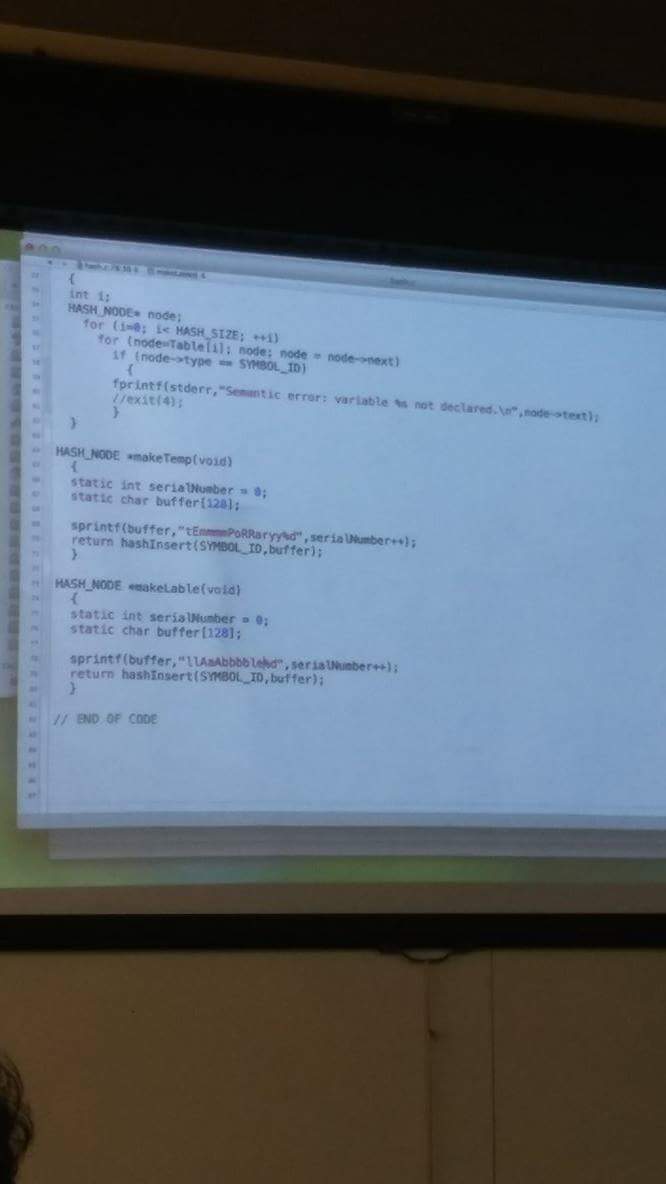 {
int i;
HASH_NODE* node;
for (i=0; i< HASH_SIZE; ++i)
for (node=Table[i]; node; node = node->next)
if (node->type == SYMBOL_ID)
{
fprintf(stderr,"Semantic error: variable %s not declared.\n",node->text);
//exit(4);
}
}
HASH_NODE *makeTemp(void)
{
static int serialNumber = 0;
static char buffer[128];
sprintf(buffer,"tEmmmmPoRRaryy%d",serialNumber++);
return hashInsert(SYMBOL_ID,buffer);
}
HASH_NODE *makeLable(void)
{
static int serialNumber = 0;
static char buffer[128];
sprintf(buffer,"llAaAbbbble%d",serialNumber++);
return hashInsert(SYMBOL_ID,buffer);
}
// END OF CODE